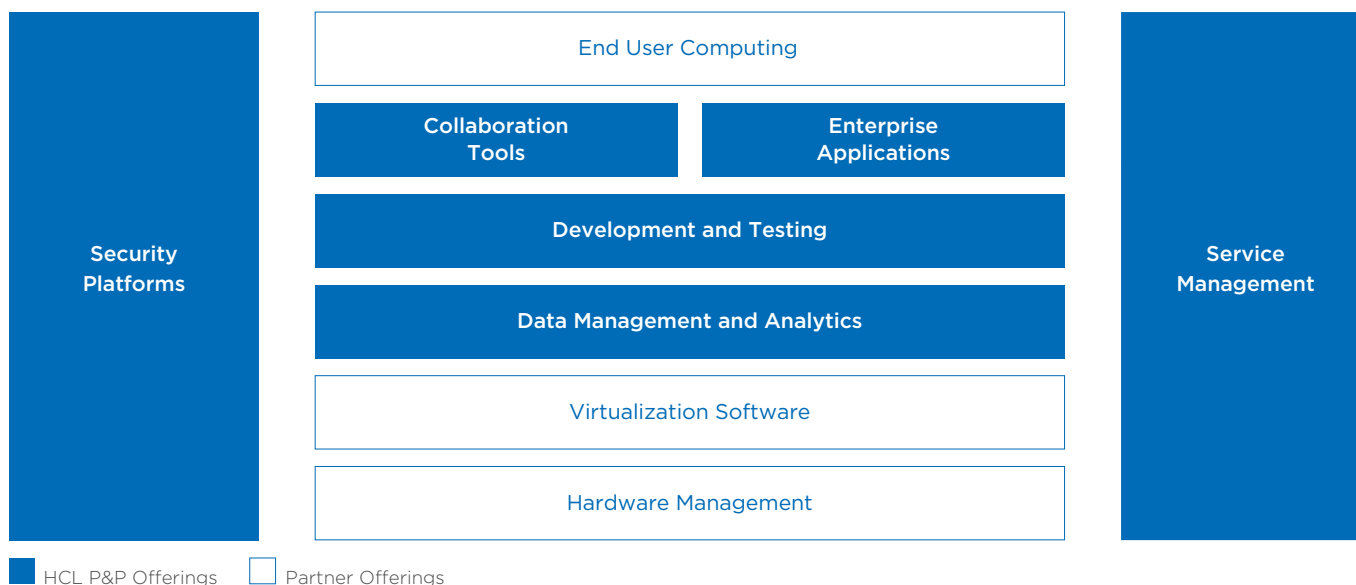 Security
Platforms
End User Computing
Collaboration
Tools
Enterprise
Applications
Development and Testing
Data Management and Analytics
Virtualization Software
Hardware Management
Service
Management
HCL P&P Offerings
Partner Offerings